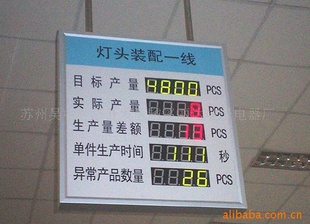 灯头装配一线
目标产量 4800 PCS
实际产量 PCS
生产量差额 PCS
单件生产时间 111 秒
异常产品数量 26 PCS
alibaba.com.cn